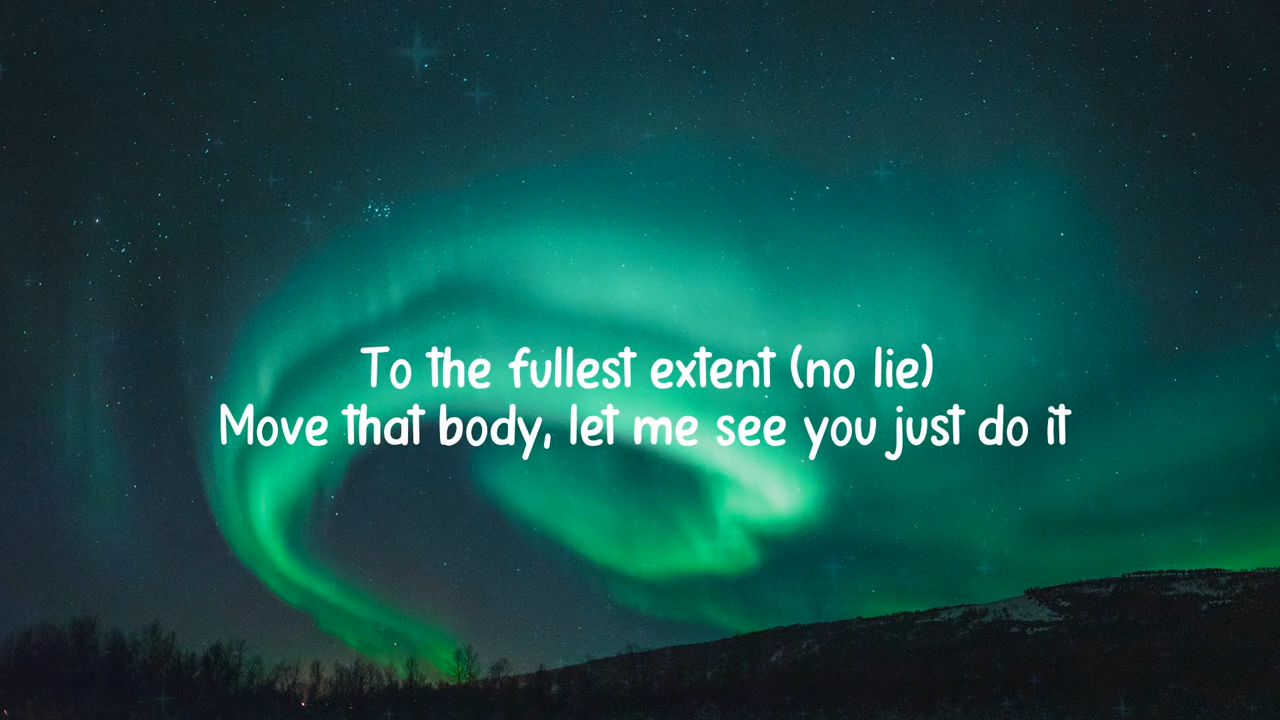 To the fullest extent (no lie)
Move that body, let me see you just do it